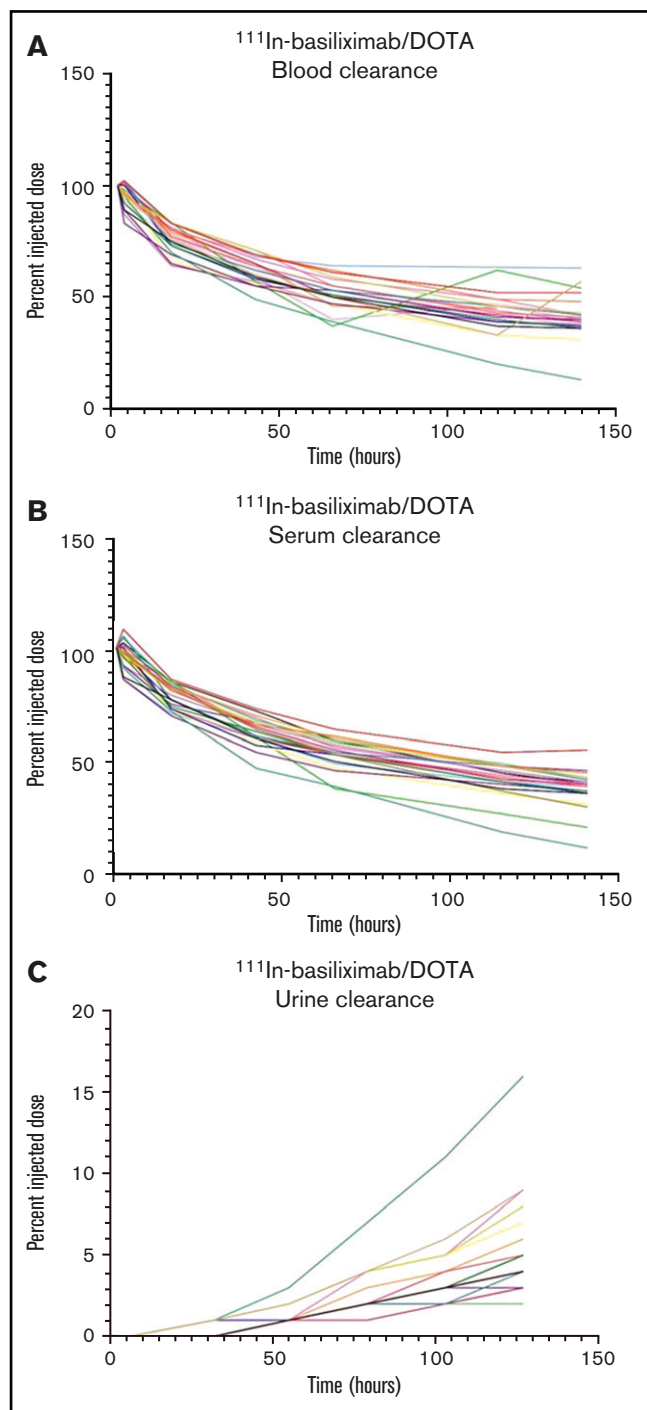 A
¹¹¹In-basiliximab/DOTA
Blood clearance
150
100
50
0
Percent injected dose
0 50 100 150
Time (hours)
B
¹¹¹In-basiliximab/DOTA
Serum clearance
150
100
50
0
Percent injected dose
0 50 100 150
Time (hours)
C
¹¹¹In-basiliximab/DOTA
Urine clearance
20
15
10
5
0
Percent injected dose
0 50 100 150
Time (hours)